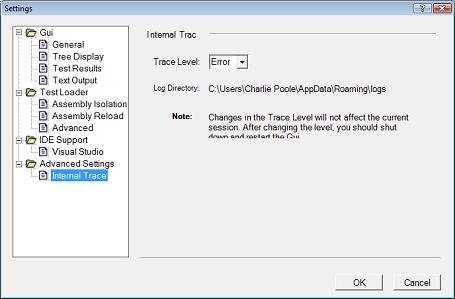 Settings
Gui
General
Tree Display
Test Results
Text Output
Test Loader
Assembly Isolation
Assembly Reload
Advanced
IDE Support
Visual Studio
Advanced Settings
Internal Trace
Internal Trac
Trace Level: Error
Log Directory: C:\Users\Charlie Poole\AppData\Roaming\logs
Note: Changes in the Trace Level will not affect the current
session. After changing the level, you should shut
down and restart the Gui
OK Cancel